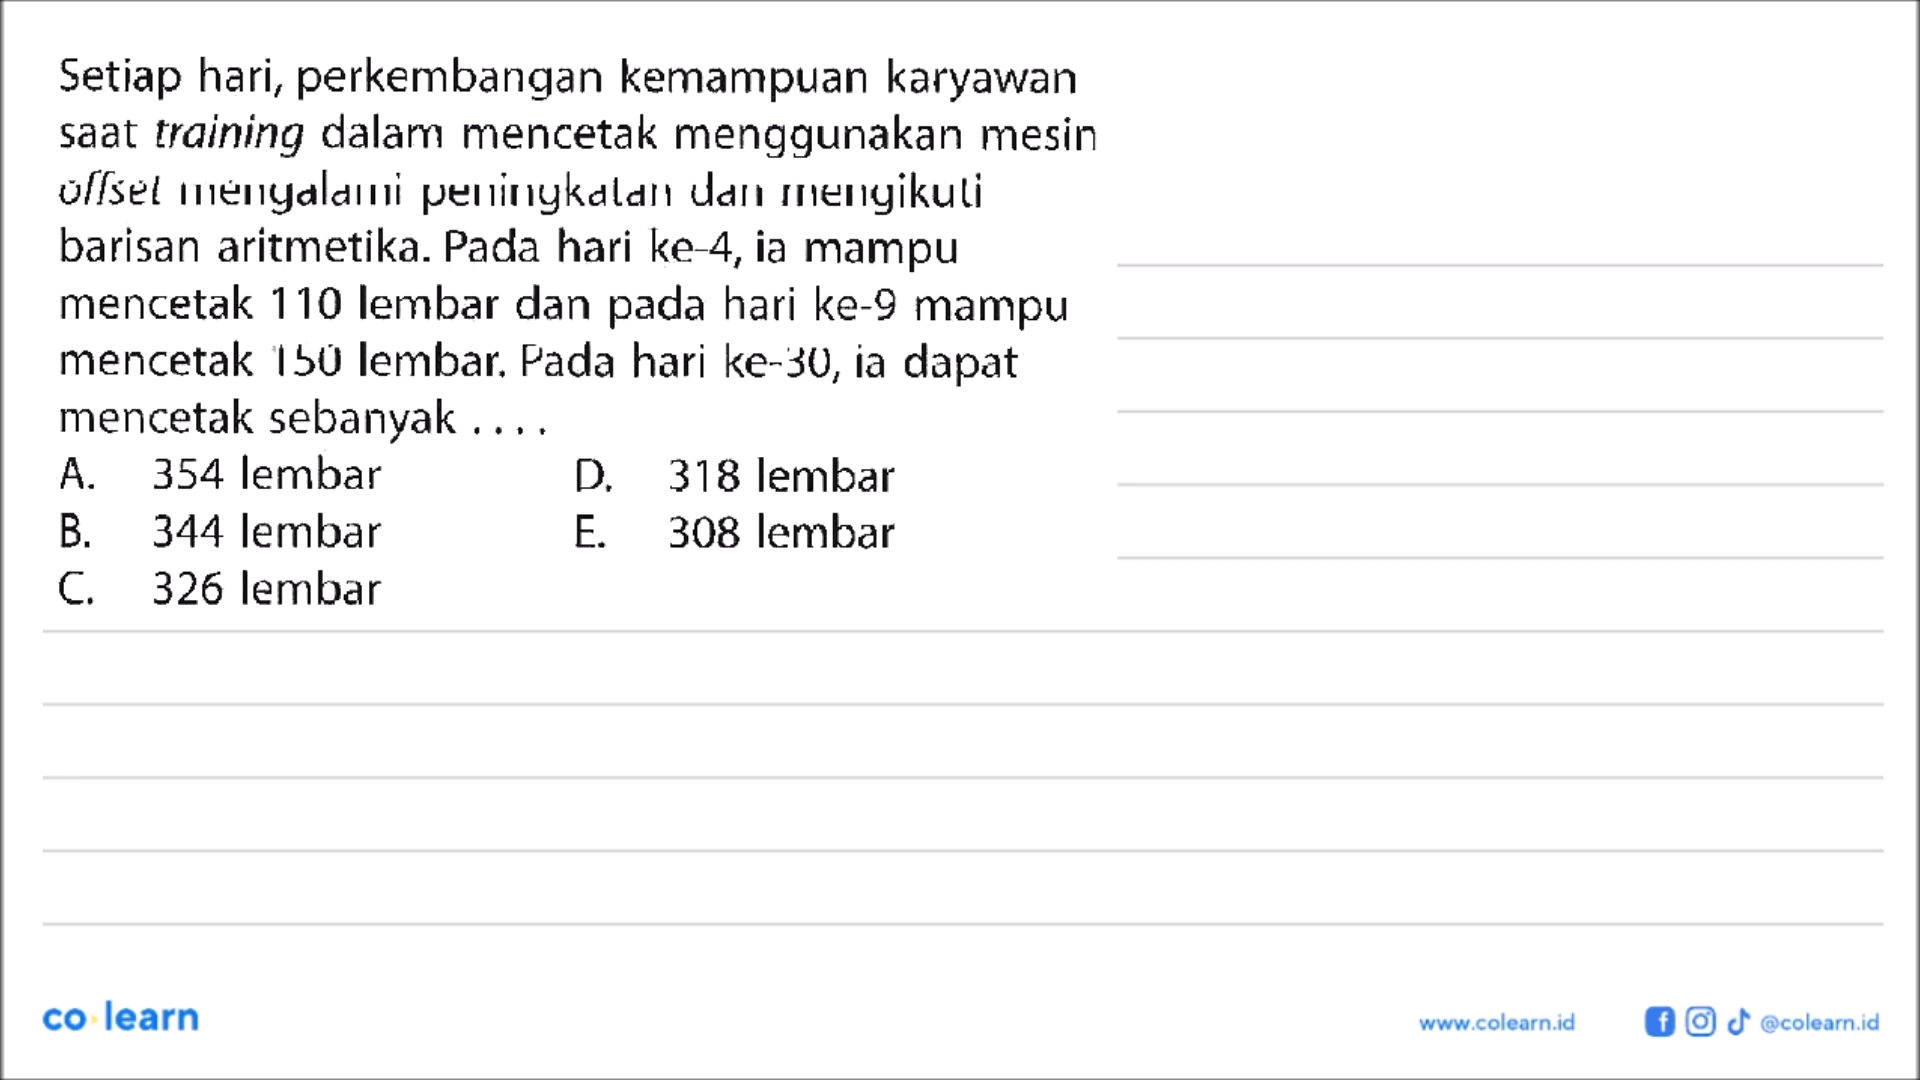 Setiap hari, perkembangan kemampuan karyawan
saat training dalam mencetak menggunakan mesin
offset mengalami peningkatan dan mengikuti
barisan aritmetika. Pada hari ke-4, ia mampu
mencetak 110 lembar dan pada hari ke-9 mampu
mencetak 150 lembar. Pada hari ke-30, ia dapat
mencetak sebanyak ....
A. 354 lembar D. 318 lembar
B. 344 lembar E. 308 lembar
C. 326 lembar
co learn
www.colearn.id @colearn.id